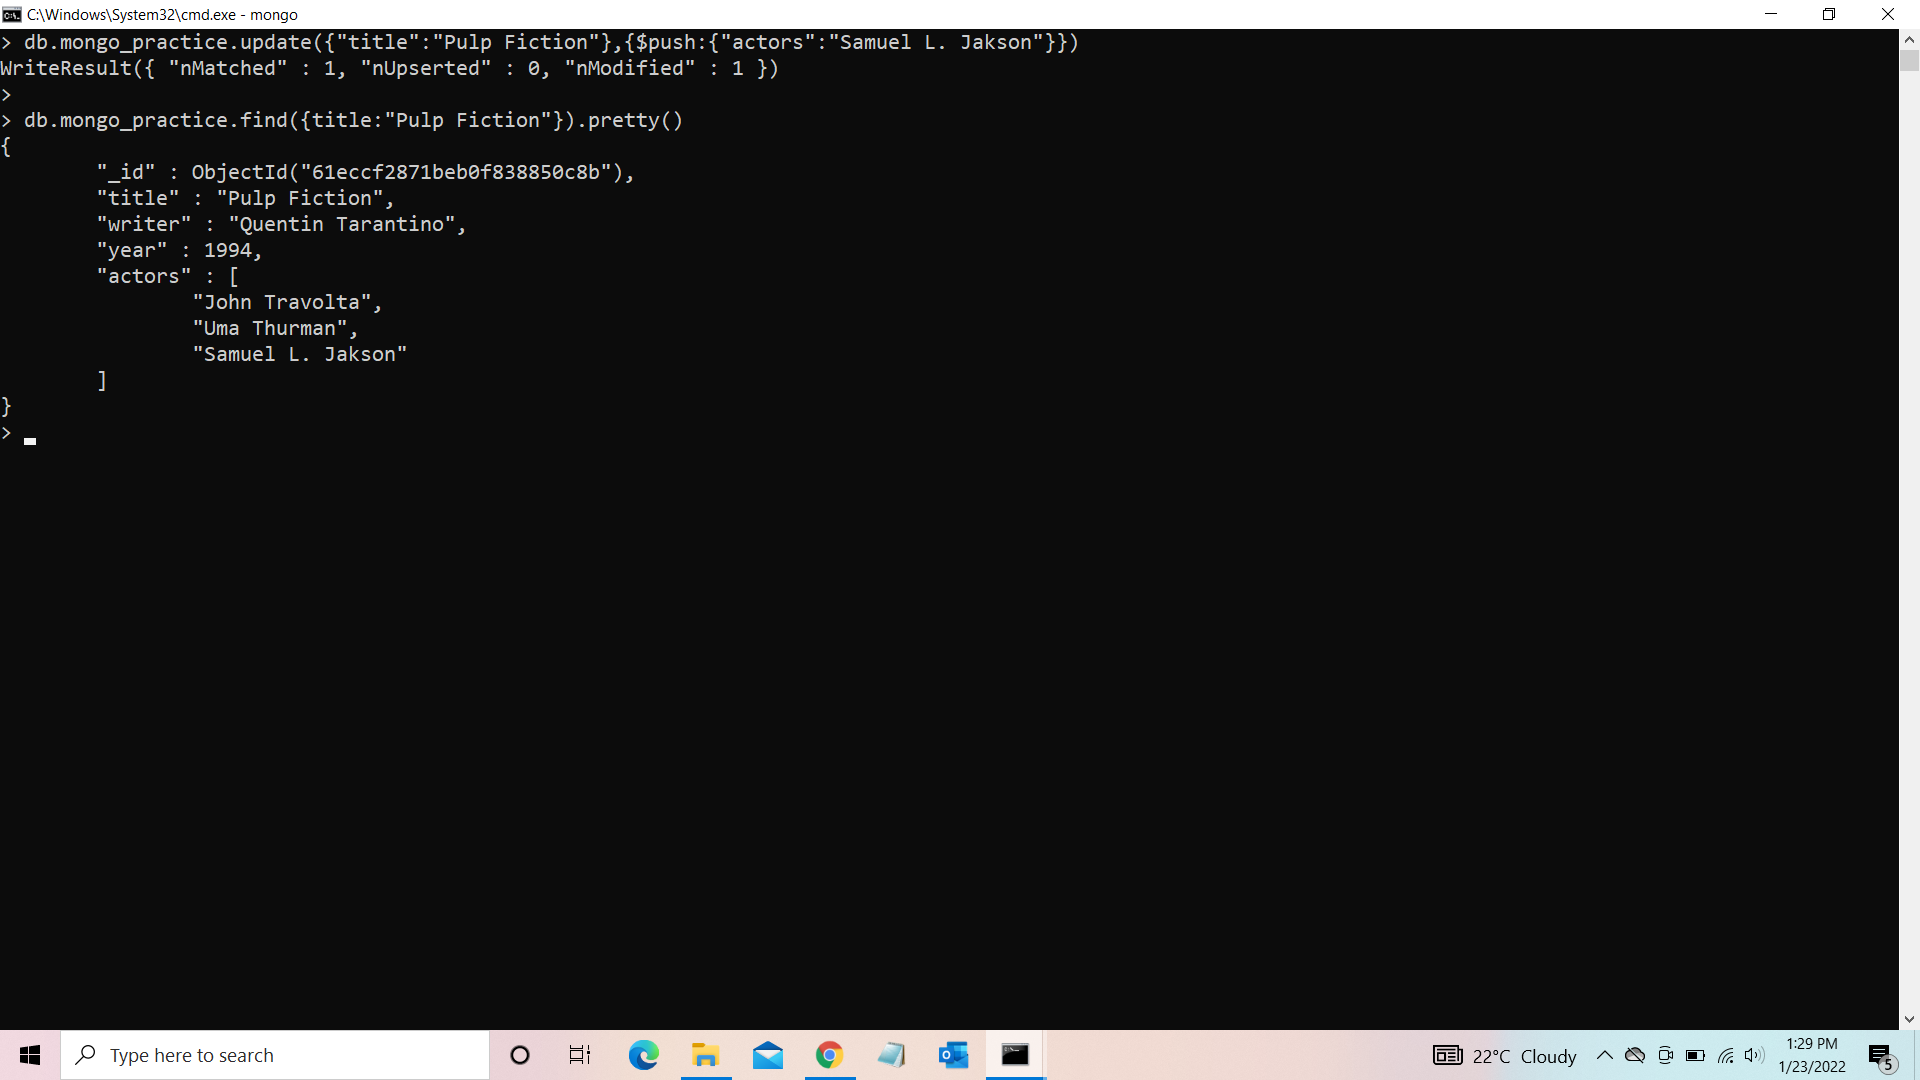 C:\Windows\System32\cmd.exe - mongo
> db.mongo_practice.update({"title":"Pulp Fiction"},{$push:{"actors":"Samuel L. Jakson"}})
WriteResult({ "nMatched" : 1, "nUpserted" : 0, "nModified" : 1 })
>
> db.mongo_practice.find({title:"Pulp Fiction"}).pretty()
{
"_id" : ObjectId("61eccf2871beb0f838850c8b"),
"title" : "Pulp Fiction",
"writer" : "Quentin Tarantino",
"year" : 1994,
"actors" : [
"John Travolta",
"Uma Thurman",
"Samuel L. Jakson"
]
}
>
Type here to search
22°C Cloudy
1:29 PM
1/23/2022
5